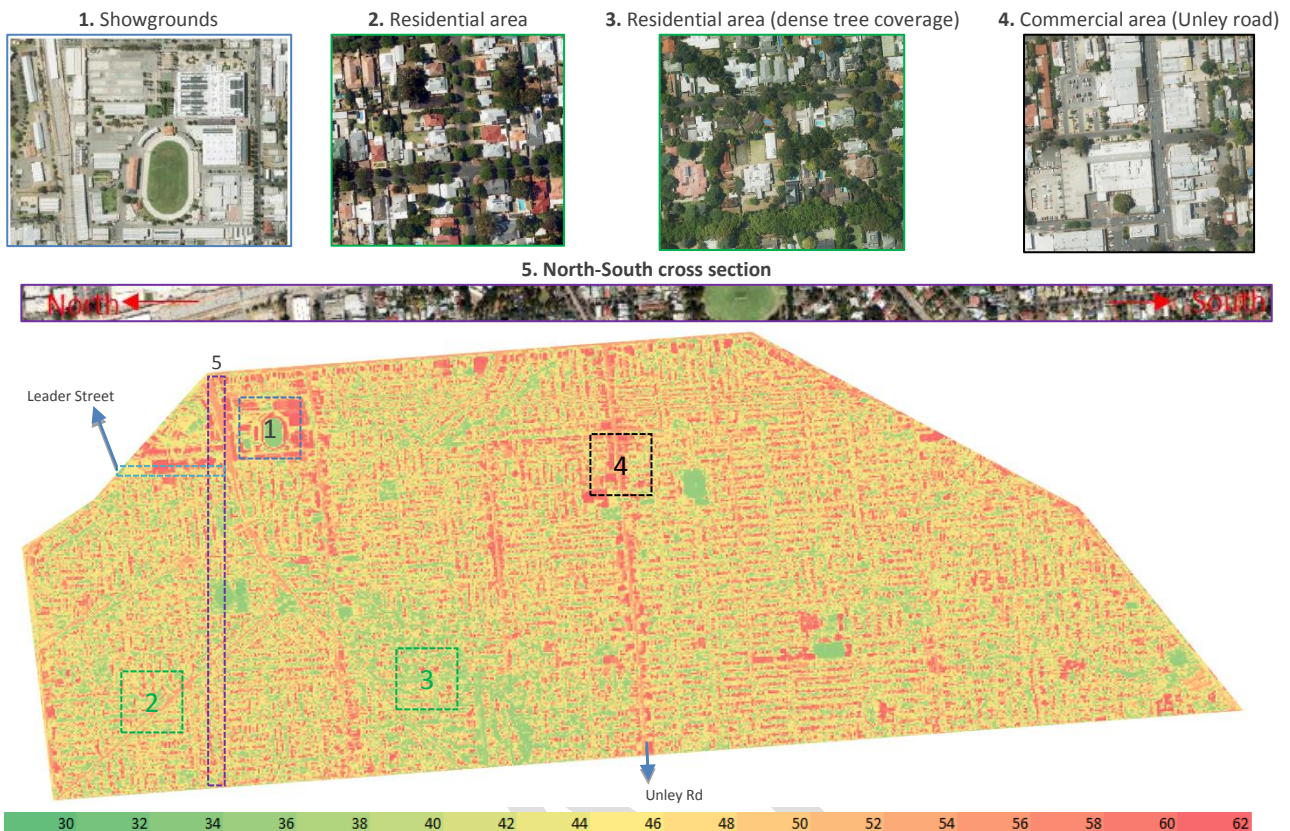 1. Showgrounds
2. Residential area
3. Residential area (dense tree coverage)
4. Commercial area (Unley road)
5. North-South cross section
North
South
5
Leader Street
1
4
3
2
Unley Rd
30 32 34 36 38 40 42 44 46 48 50 52 54 56 58 60 62